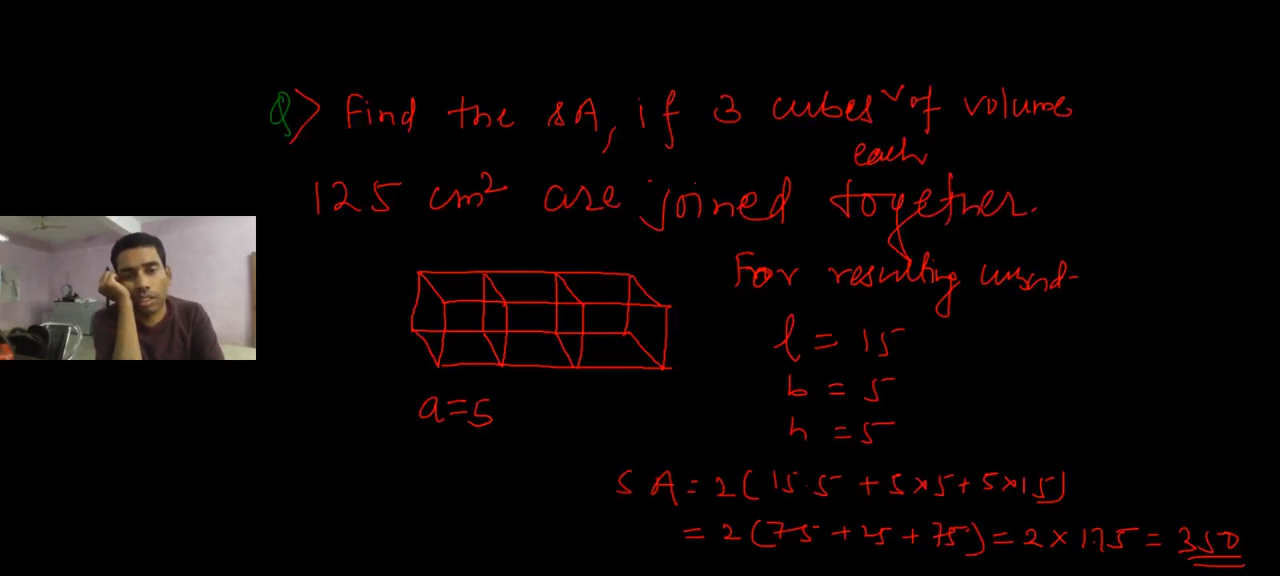 Q> Find the SA, if 3 cubes of volume
each
125 cm² are joined together.
For resulting
a=5
l = 15
b = 5
h = 5
SA = 2(15.5 + 5×5 + 5×15)
= 2(75 + 25 + 75) = 2 × 175 = 350